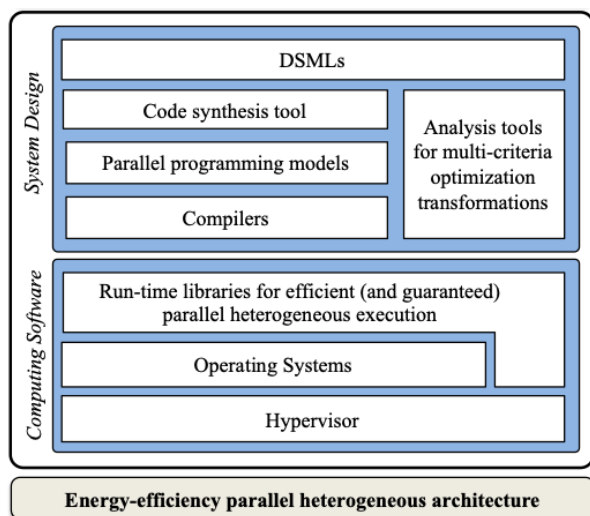 System Design
DSMLs
Code synthesis tool
Parallel programming models
Compilers
Analysis tools
for multi-criteria
optimization
transformations
Computing Software
Run-time libraries for efficient (and guaranteed)
parallel heterogeneous execution
Operating Systems
Hypervisor
Energy-efficiency parallel heterogeneous architecture